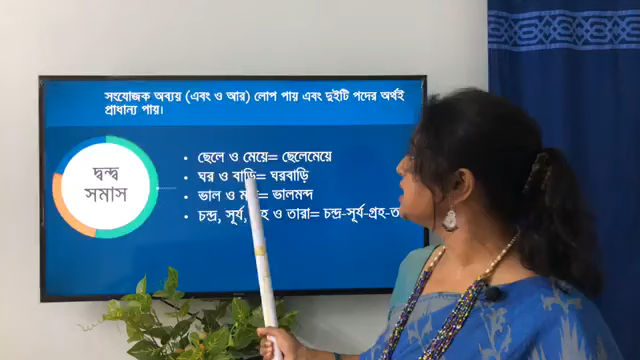 সংযোজক অব্যয় (এবং ও আর) লোপ পায় এবং দুইটি পদের অর্থই
প্রাধান্য পায়।
দ্বন্দ্ব
সমাস
• ছেলে ও মেয়ে= ছেলেমেয়ে
• ঘর ও বাড়ি= ঘরবাড়ি
• ভাল ও = ভালমন্দ
• চন্দ্র, সূর্য, ও তারা= চন্দ্র-সূর্য-গ্রহ-